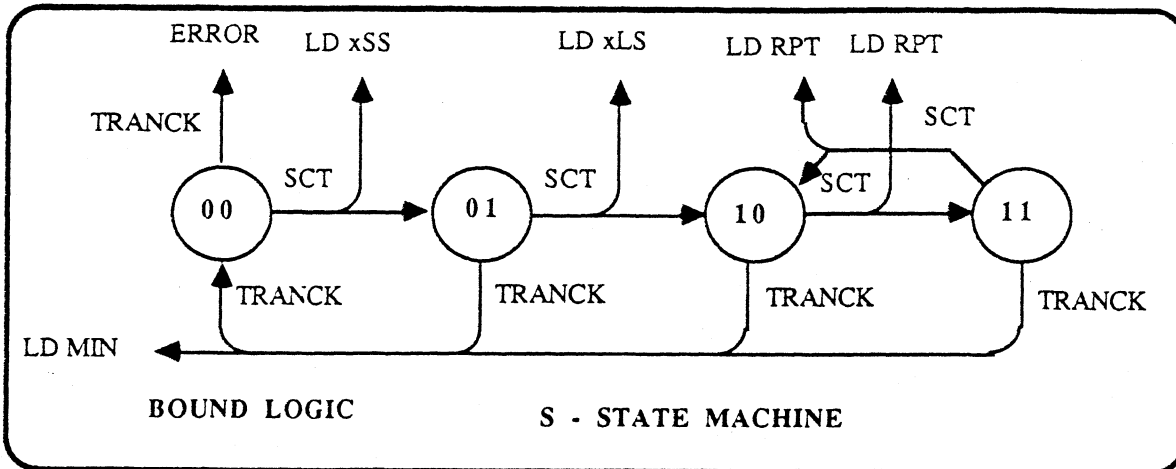 ERROR
LD xSS
LD xLS
LD RPT
LD RPT
TRANCK
SCT
SCT
SCT
SCT
00
01
10
11
TRANCK
TRANCK
TRANCK
TRANCK
LD MIN
BOUND LOGIC
S - STATE MACHINE